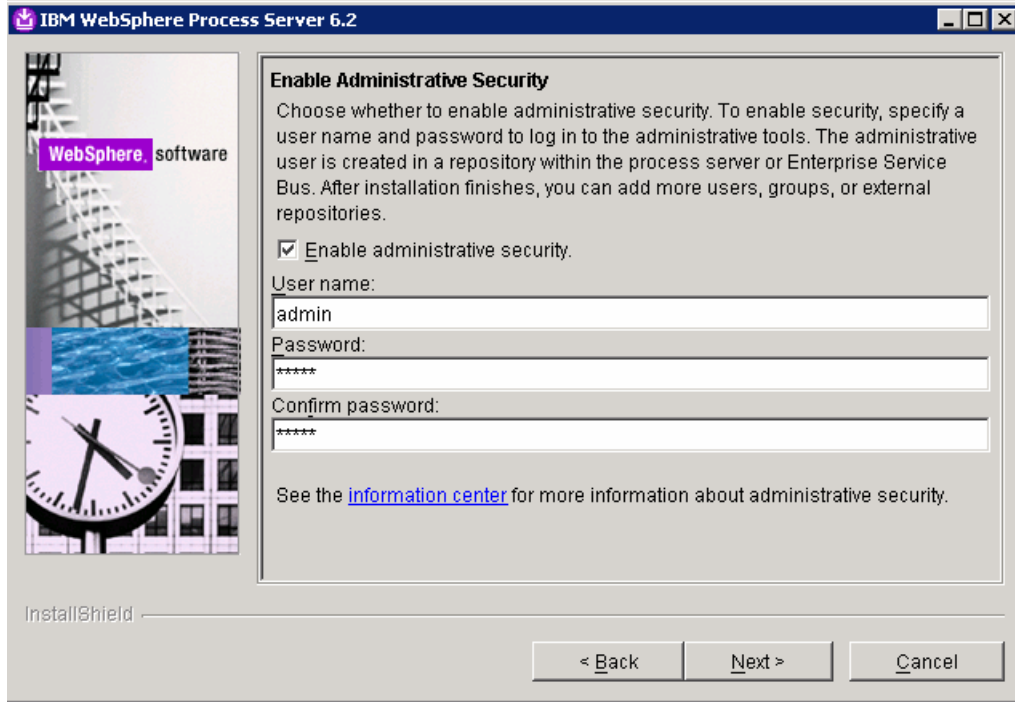 IBM WebSphere Process Server 6.2
WebSphere. software
Enable Administrative Security
Choose whether to enable administrative security. To enable security, specify a
user name and password to log in to the administrative tools. The administrative
user is created in a repository within the process server or Enterprise Service
Bus. After installation finishes, you can add more users, groups, or external
repositories.
Enable administrative security.
User name:
admin
Password:
*****
Confirm password:
*****
See the information center for more information about administrative security.
InstallShield
< Back
Next >
Cancel